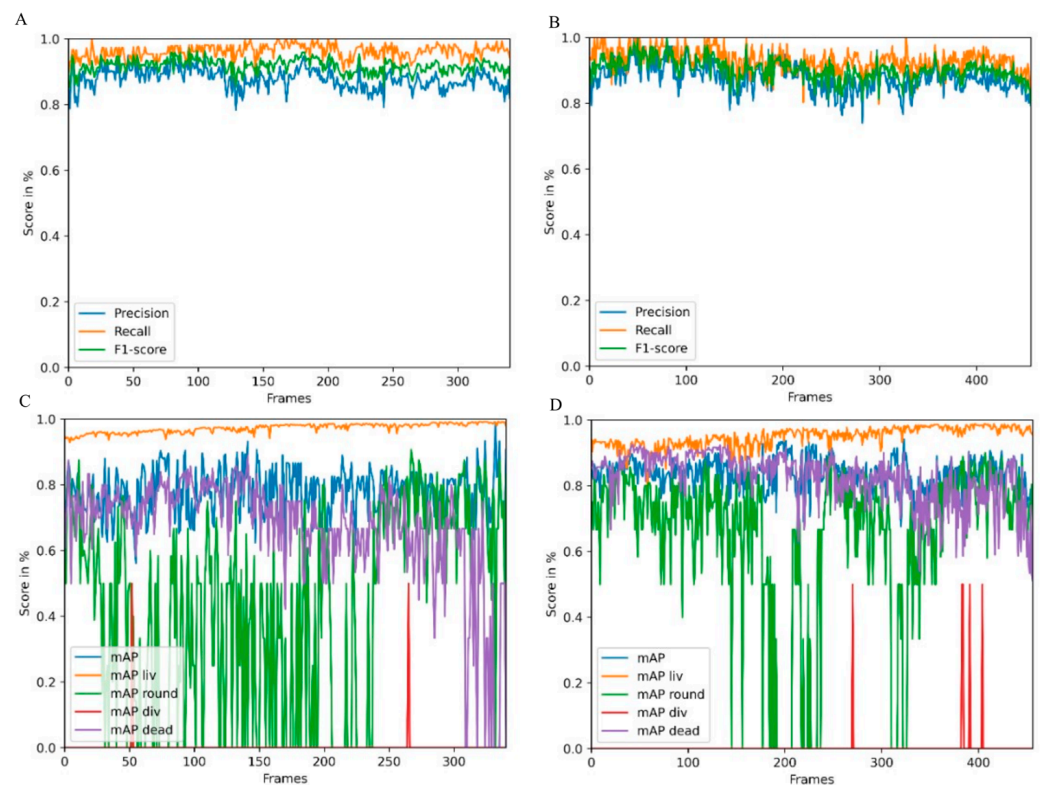 A
1.0
0.8
0.6
0.4
0.2
0.0
Score in %
Precision
Recall
F1-score
0 50 100 150 200 250 300
Frames
B
1.0
0.8
0.6
0.4
0.2
0.0
Score in %
Precision
Recall
F1-score
0 100 200 300 400
Frames
C
1.0
0.8
0.6
0.4
0.2
0.0
Score in %
mAP
mAP liv
mAP round
mAP div
mAP dead
0 50 100 150 200 250 300
Frames
D
1.0
0.8
0.6
0.4
0.2
0.0
Score in %
mAP
mAP liv
mAP round
mAP div
mAP dead
0 100 200 300 400
Frames